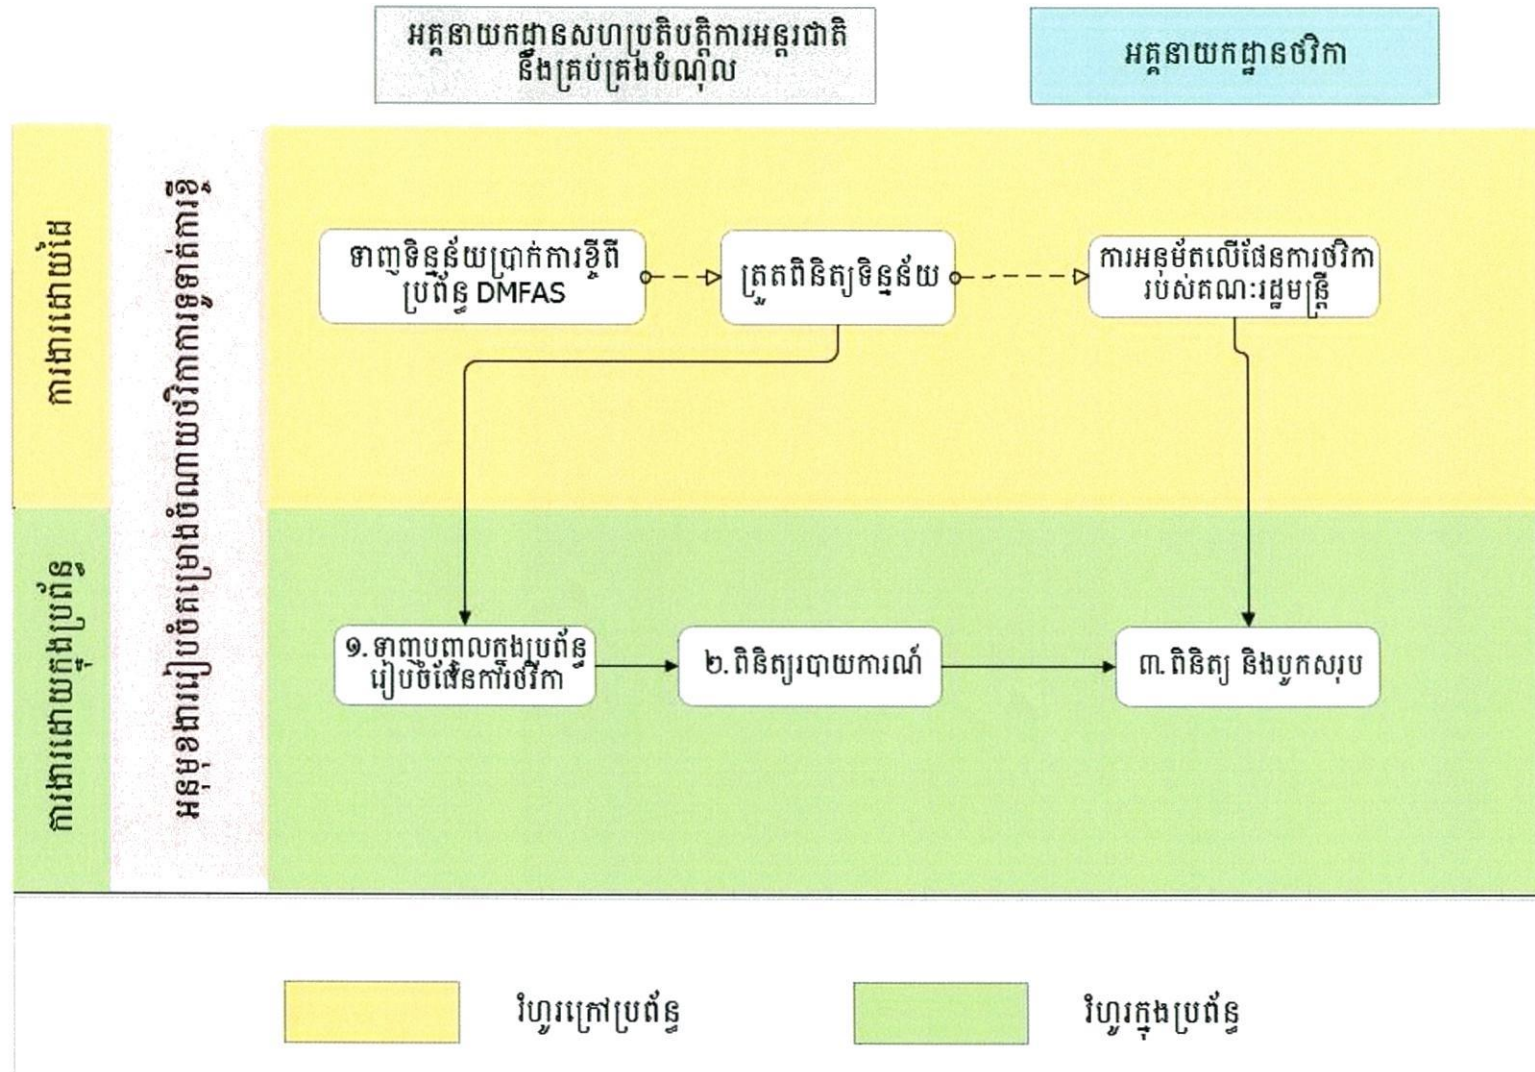 អគ្គនាយកដ្ឋានសហប្រតិបត្តិការអន្តរជាតិ
និងគ្រប់គ្រងបំណុល
អគ្គនាយកដ្ឋានថវិកា
ការងារដោយដៃ
អនុមុខងាររៀបចំគម្រោងចំណាយថវិកាការទូទាត់ការខ្ចី
ទាញទិន្នន័យប្រាក់ការខ្ចីពី
ប្រព័ន្ធ DMFAS
ត្រួតពិនិត្យទិន្នន័យ
ការអនុម័តលើផែនការថវិកា
របស់គណៈរដ្ឋមន្ត្រី
ការងារដោយក្នុងប្រព័ន្ធ
១. ទាញបញ្ចូលក្នុងប្រព័ន្ធ
រៀបចំផែនការថវិកា
២. ពិនិត្យរបាយការណ៍
៣. ពិនិត្យ និងបូកសរុប
រំហូរក្រៅប្រព័ន្ធ
រំហូរក្នុងប្រព័ន្ធ